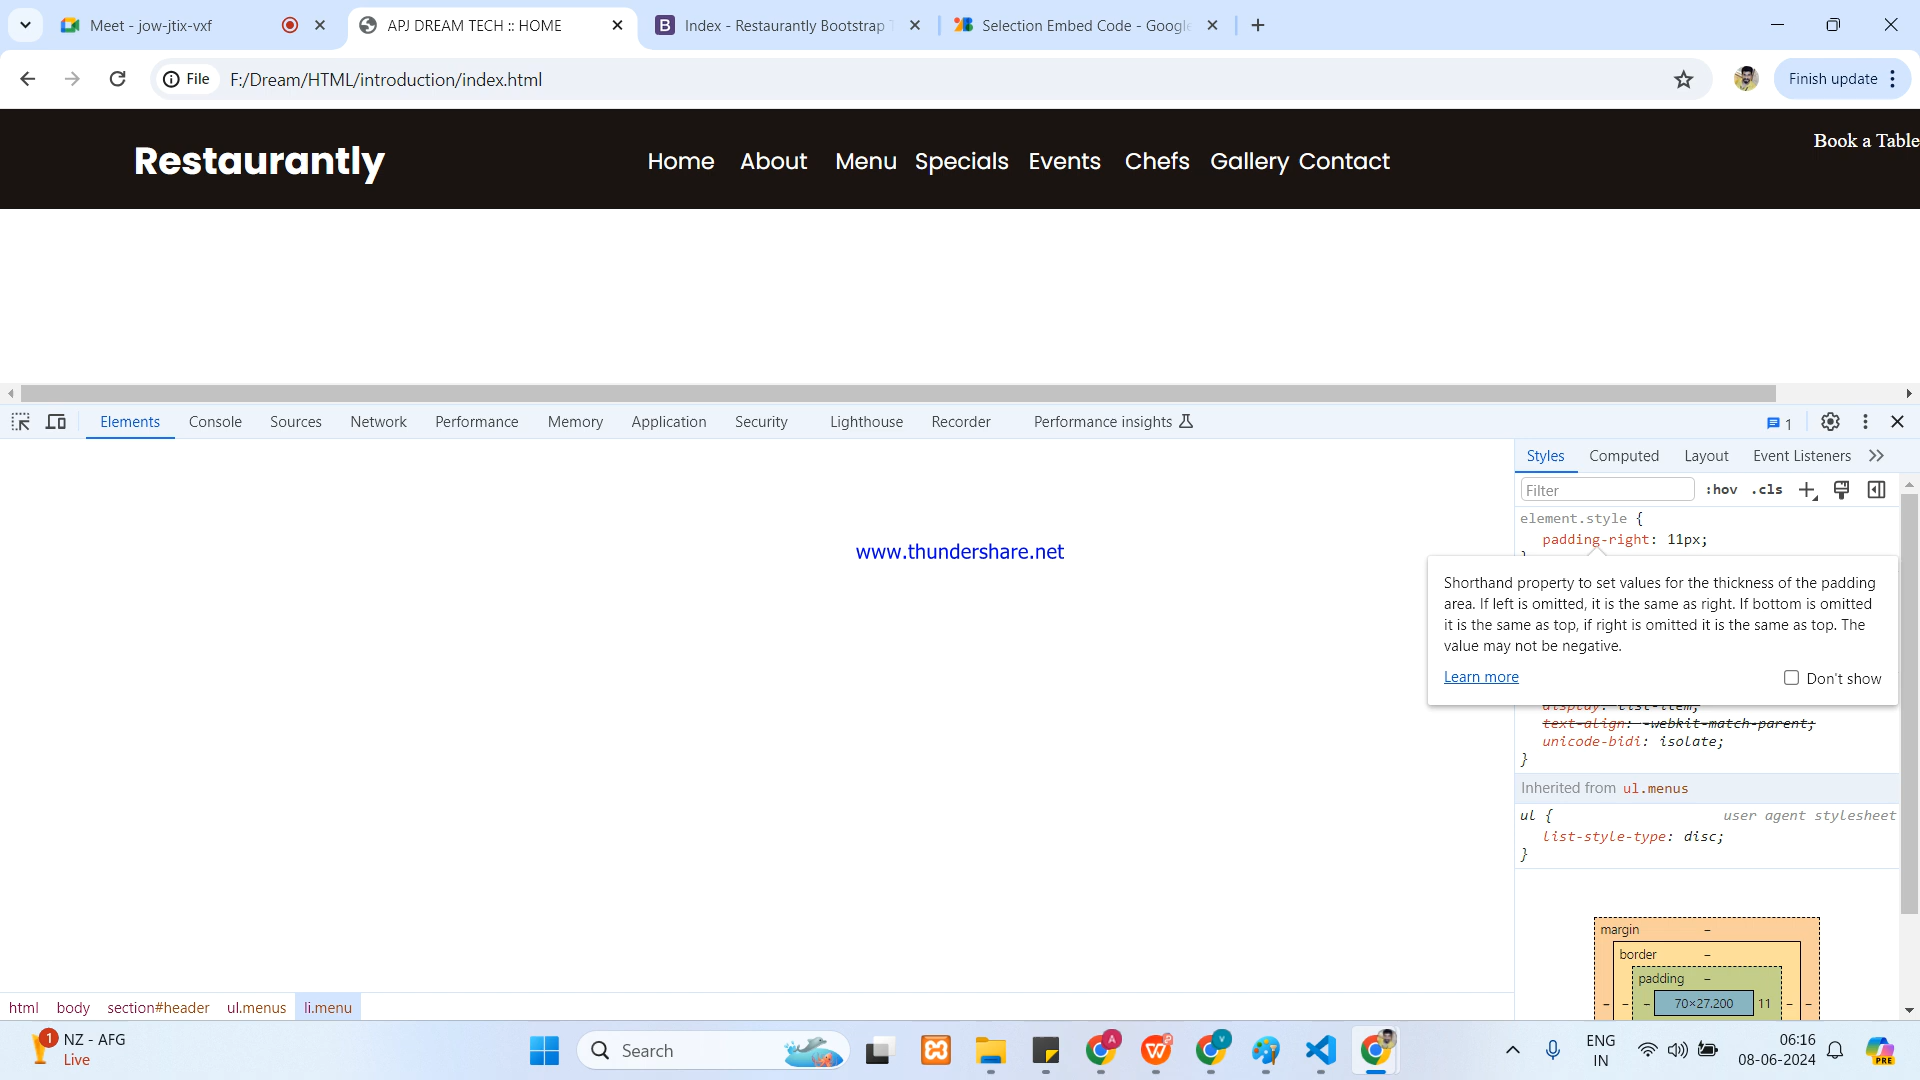 Meet - jow-jtix-vxf
APJ DREAM TECH :: HOME
B Index - Restaurantly Bootstrap
Selection Embed Code - Google
File F:/Dream/HTML/introduction/index.html
Finish update
Restaurantly
Home About Menu Specials Events Chefs Gallery Contact
Book a Table
Elements Console Sources Network Performance Memory Application Security Lighthouse Recorder Performance insights
1
Styles Computed Layout Event Listeners
Filter
:hov .cls
element.style {
padding-right: 11px;
Shorthand property to set values for the thickness of the padding
area. If left is omitted, it is the same as right. If bottom is omitted
it is the same as top, if right is omitted it is the same as top. The
value may not be negative.
Learn more
Don't show
display: list-item;
text-align: -webkit-match-parent;
unicode-bidi: isolate;
}
Inherited from ul.menus
ul {
user agent stylesheet
list-style-type: disc;
}
margin –
border –
padding –
– – – 70×27.200 11 – –
www.thundershare.net
html body section#header ul.menus li.menu
1
NZ - AFG
Live
Search
A
V
ENG
IN
06:16
08-06-2024
PRE